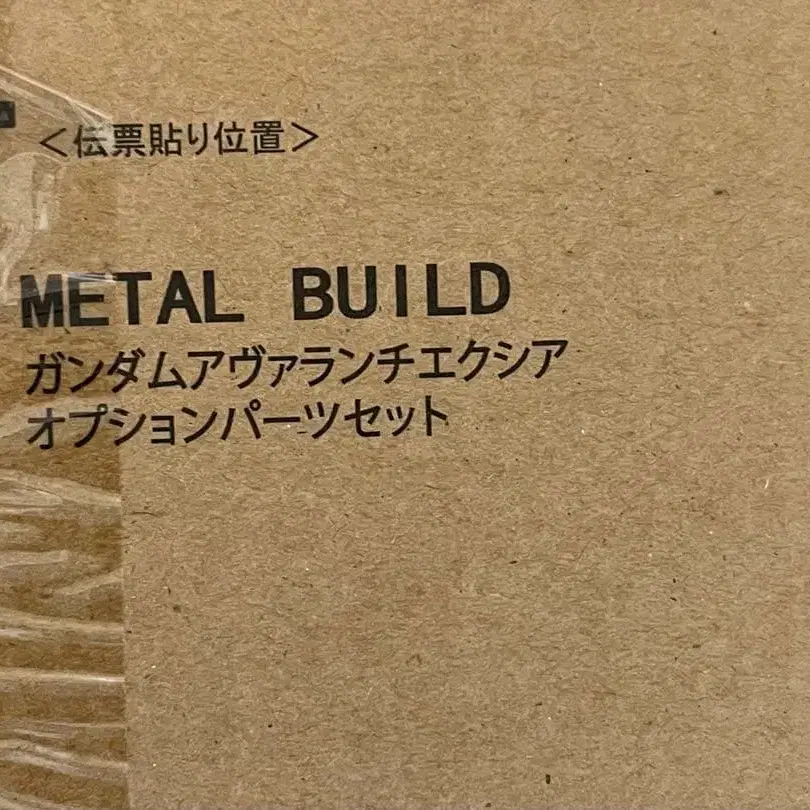 ＜伝票貼り位置＞
METAL BUILD
ガンダムアヴァランチエクシア
オプションパーツセット